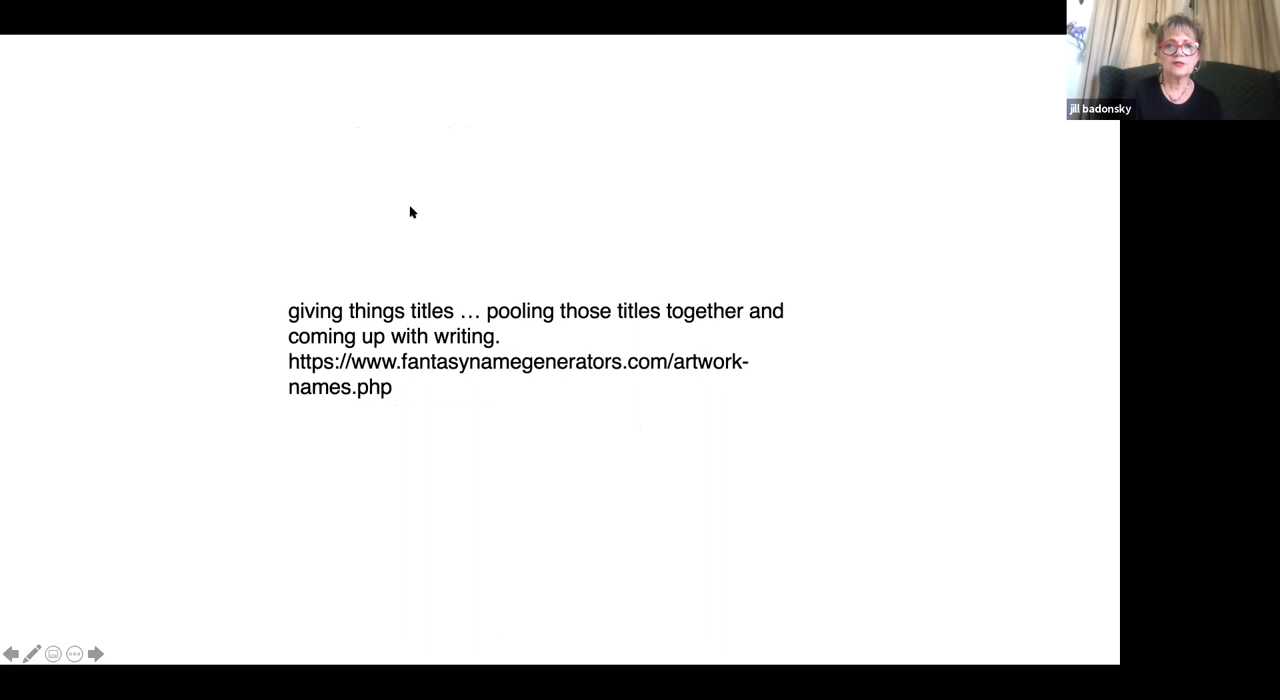 jill badonsky
giving things titles … pooling those titles together and
coming up with writing.
https://www.fantasynamegenerators.com/artwork-
names.php